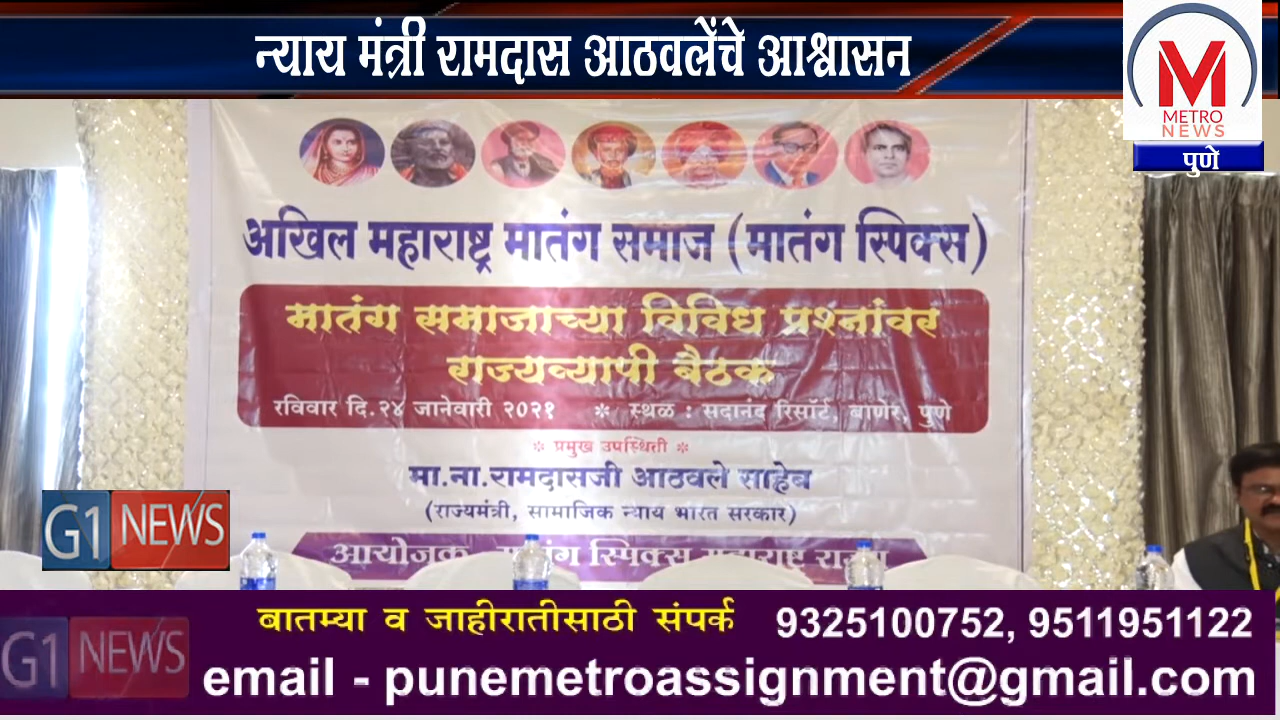 न्याय मंत्री रामदास आठवलेंचे आश्वासन
M
METRO
NEWS
पुणे
अखिल महाराष्ट्र मातंग समाज (मातंग स्पिक्स)
मातंग समाजाच्या विविध प्रश्नांवर
राज्यव्यापी बैठक
रविवार दि.२४ जानेवारी २०२१ * स्थळ : सदानंद रिसॉर्ट, बाणेर, पुणे
* प्रमुख उपस्थिती *
मा.ना.रामदासजी आठवले साहेब
(राज्यमंत्री, सामाजिक न्याय भारत सरकार)
आयोजक मातंग स्पिक्स महाराष्ट्र राज्य
G1 NEWS
बातम्या व जाहीरातीसाठी संपर्क 9325100752, 9511951122
G1 NEWS
email - punemetroassignment@gmail.com